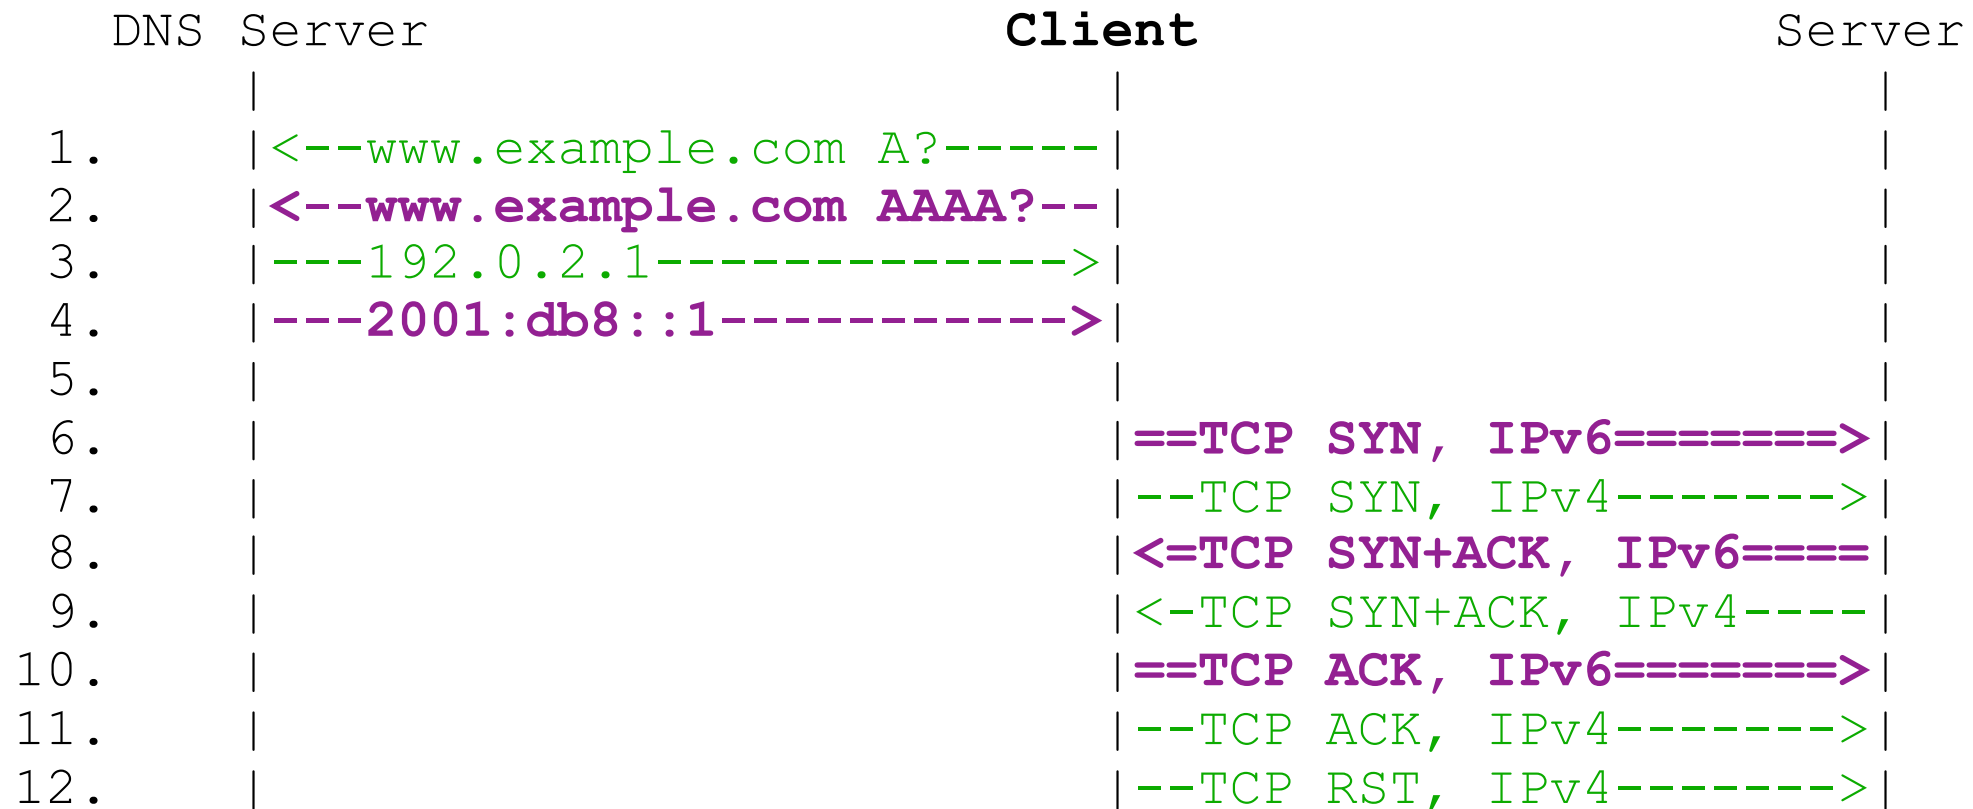 DNS Server                  Client                  Server
        |                          |                       |
 1.     |<--www.example.com A?-----|                       |
 2.     |<--www.example.com AAAA?--|                       |
 3.     |---192.0.2.1------------->|                       |
 4.     |---2001:db8::1----------->|                       |
 5.     |                          |                       |
 6.     |                          |==TCP SYN, IPv6=======>|
 7.     |                          |--TCP SYN, IPv4------->|
 8.     |                          |<=TCP SYN+ACK, IPv6====|
 9.     |                          |<-TCP SYN+ACK, IPv4----|
10.     |                          |==TCP ACK, IPv6=======>|
11.     |                          |--TCP ACK, IPv4------->|
12.     |                          |--TCP RST, IPv4------->|